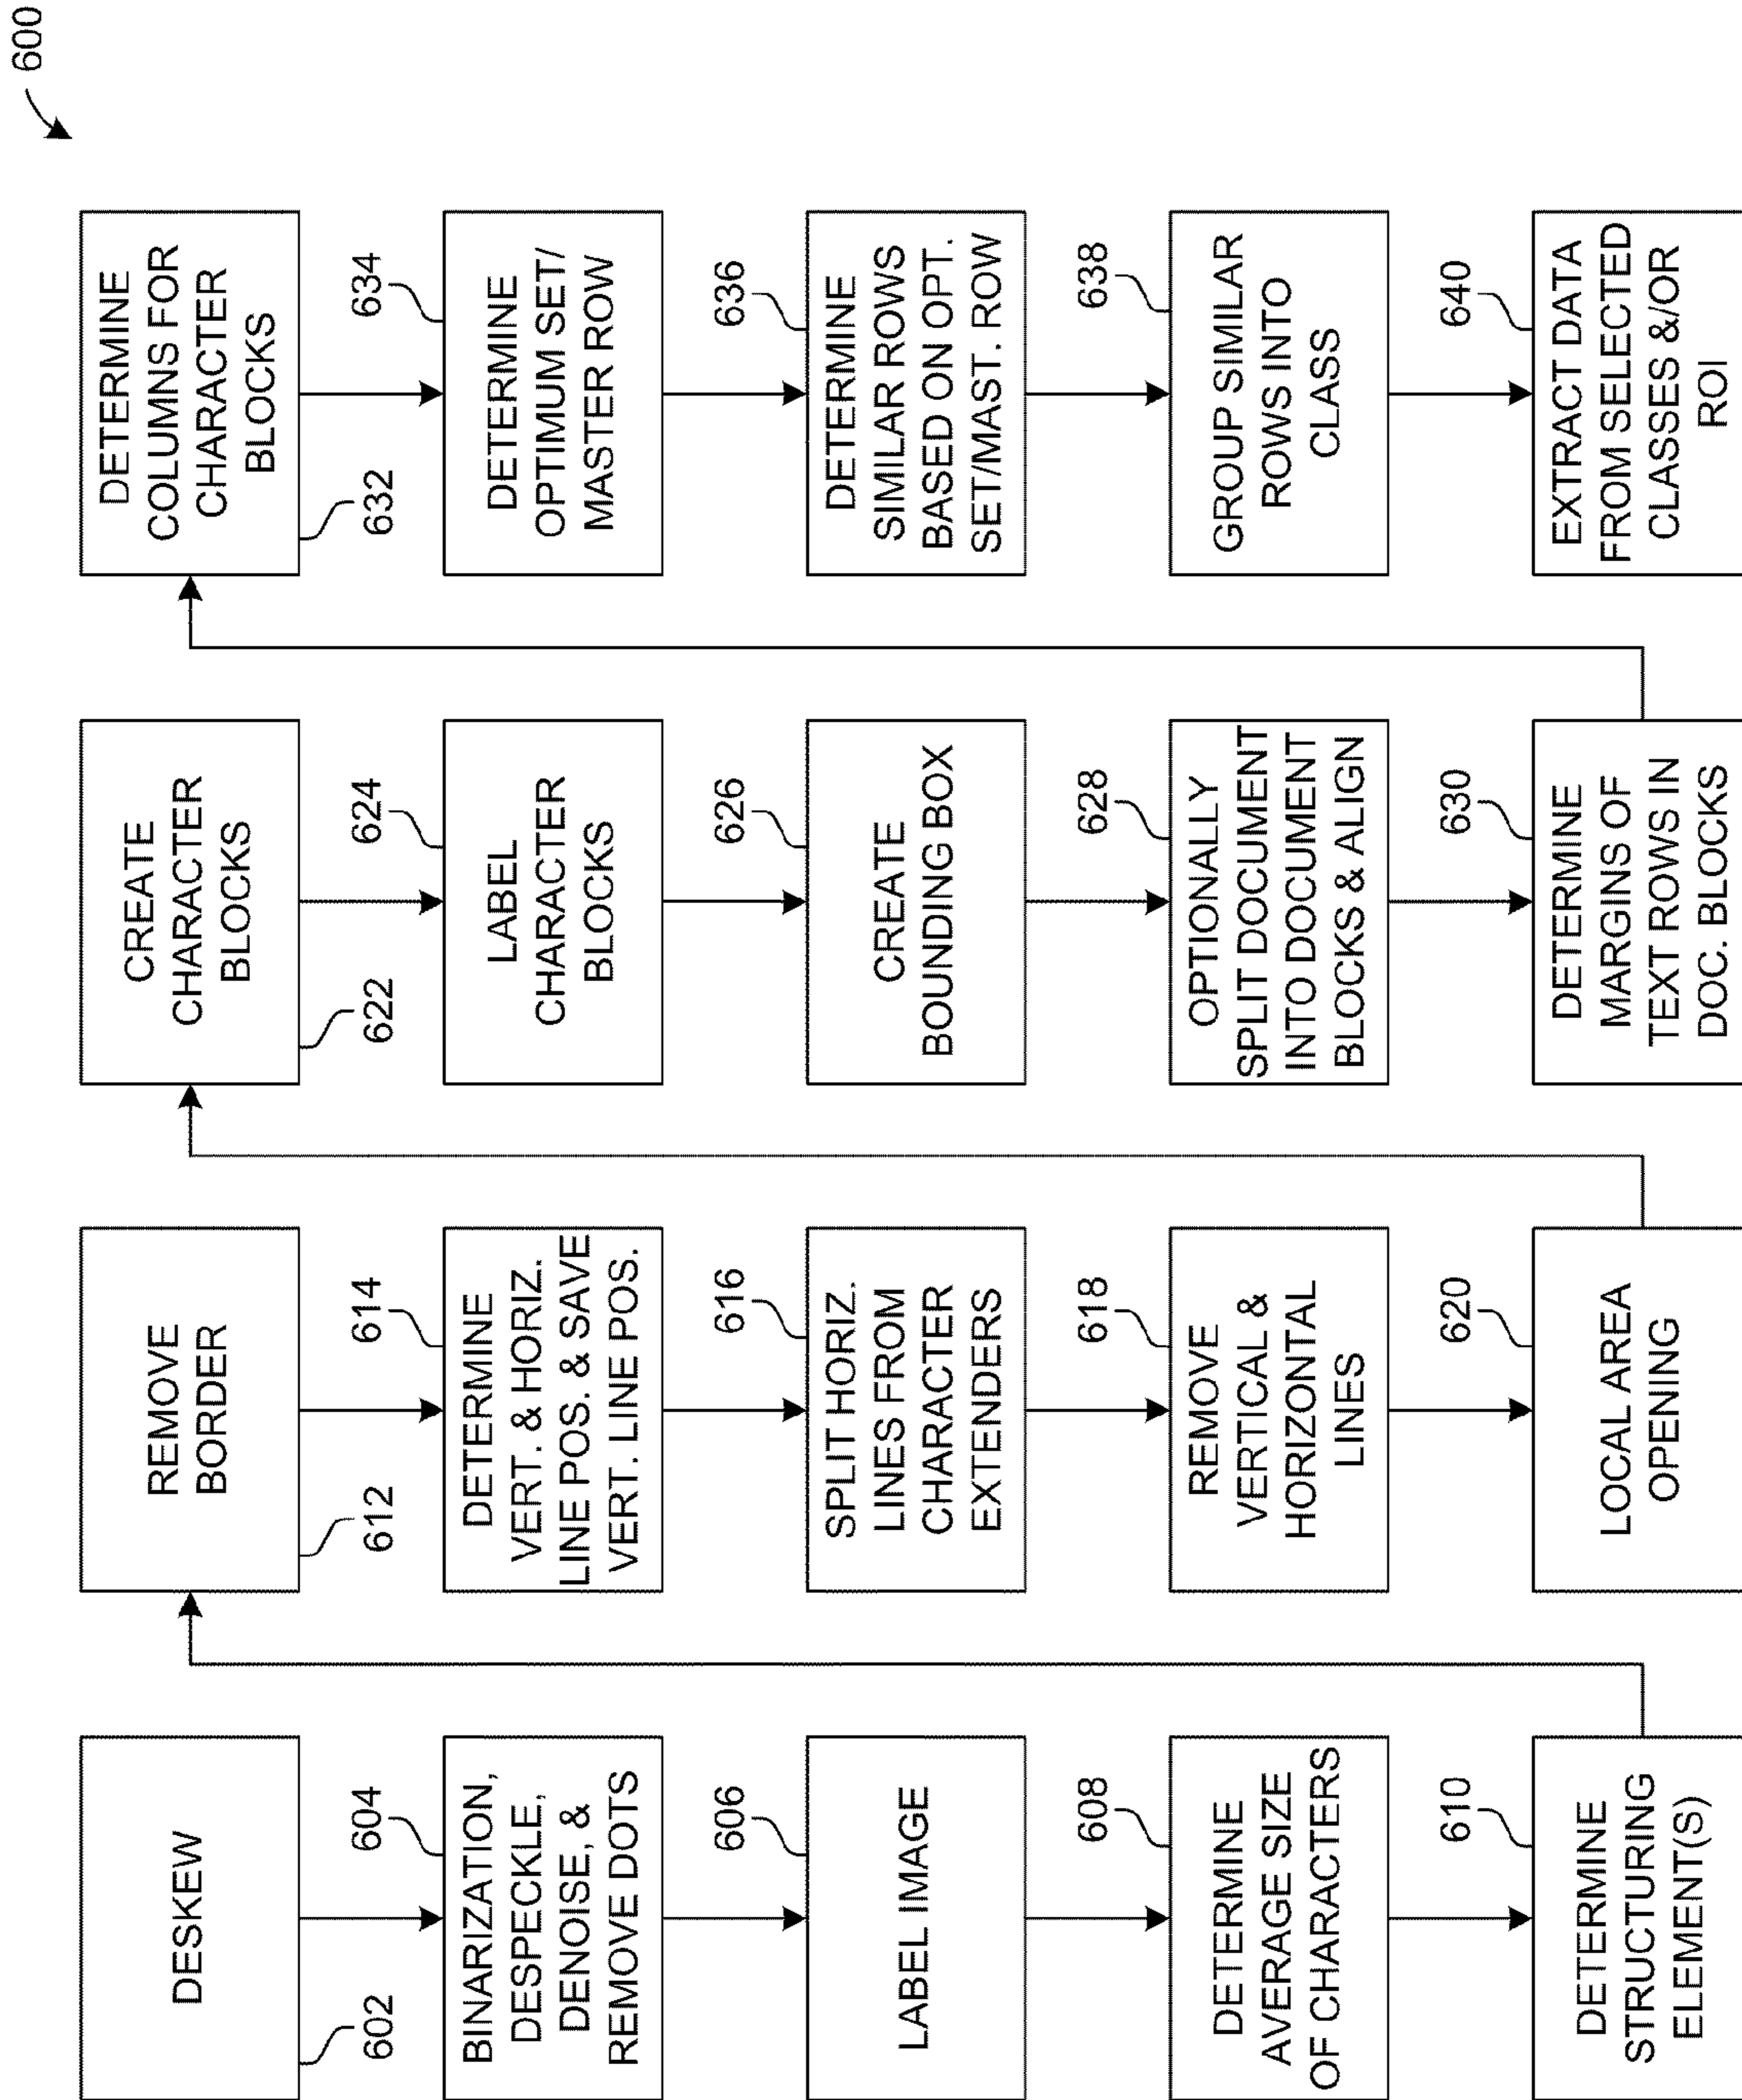 600
DESKEW
602
BINARIZATION,
DESPECKLE,
DENOISE, &
REMOVE DOTS
604
LABEL IMAGE
606
DETERMINE
AVERAGE SIZE
OF CHARACTERS
608
DETERMINE
STRUCTURING
ELEMENT(S)
610
REMOVE
BORDER
612
DETERMINE
VERT. & HORIZ.
LINE POS. & SAVE
VERT. LINE POS.
614
SPLIT HORIZ.
LINES FROM
CHARACTER
EXTENDERS
616
REMOVE
VERTICAL &
HORIZONTAL
LINES
618
LOCAL AREA
OPENING
620
CREATE
CHARACTER
BLOCKS
622
LABEL
CHARACTER
BLOCKS
624
CREATE
BOUNDING BOX
626
OPTIONALLY
SPLIT DOCUMENT
INTO DOCUMENT
BLOCKS & ALIGN
628
DETERMINE
MARGINS OF
TEXT ROWS IN
DOC. BLOCKS
630
DETERMINE
COLUMNS FOR
CHARACTER
BLOCKS
632
DETERMINE
OPTIMUM SET/
MASTER ROW
634
DETERMINE
SIMILAR ROWS
BASED ON OPT.
SET/MAST. ROW
636
GROUP SIMILAR
ROWS INTO
CLASS
638
EXTRACT DATA
FROM SELECTED
CLASSES &/OR
ROI
640